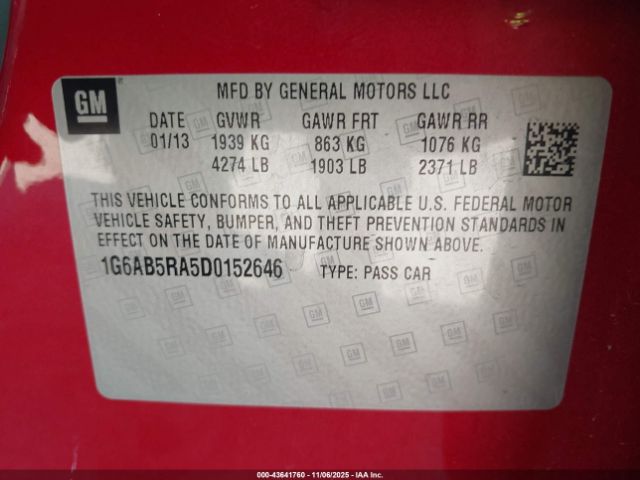 GM
MFD BY GENERAL MOTORS LLC
DATE GVWR GAWR FRT GAWR RR
01/13 1939 KG 863 KG 1076 KG
4274 LB 1903 LB 2371 LB
THIS VEHICLE CONFORMS TO ALL APPLICABLE U.S. FEDERAL MOTOR
VEHICLE SAFETY, BUMPER, AND THEFT PREVENTION STANDARDS IN
EFFECT ON THE DATE OF MANUFACTURE SHOWN ABOVE.
1G6AB5RA5D0152646 TYPE: PASS CAR
000-43641760 - 11/06/2025 - IAA Inc.